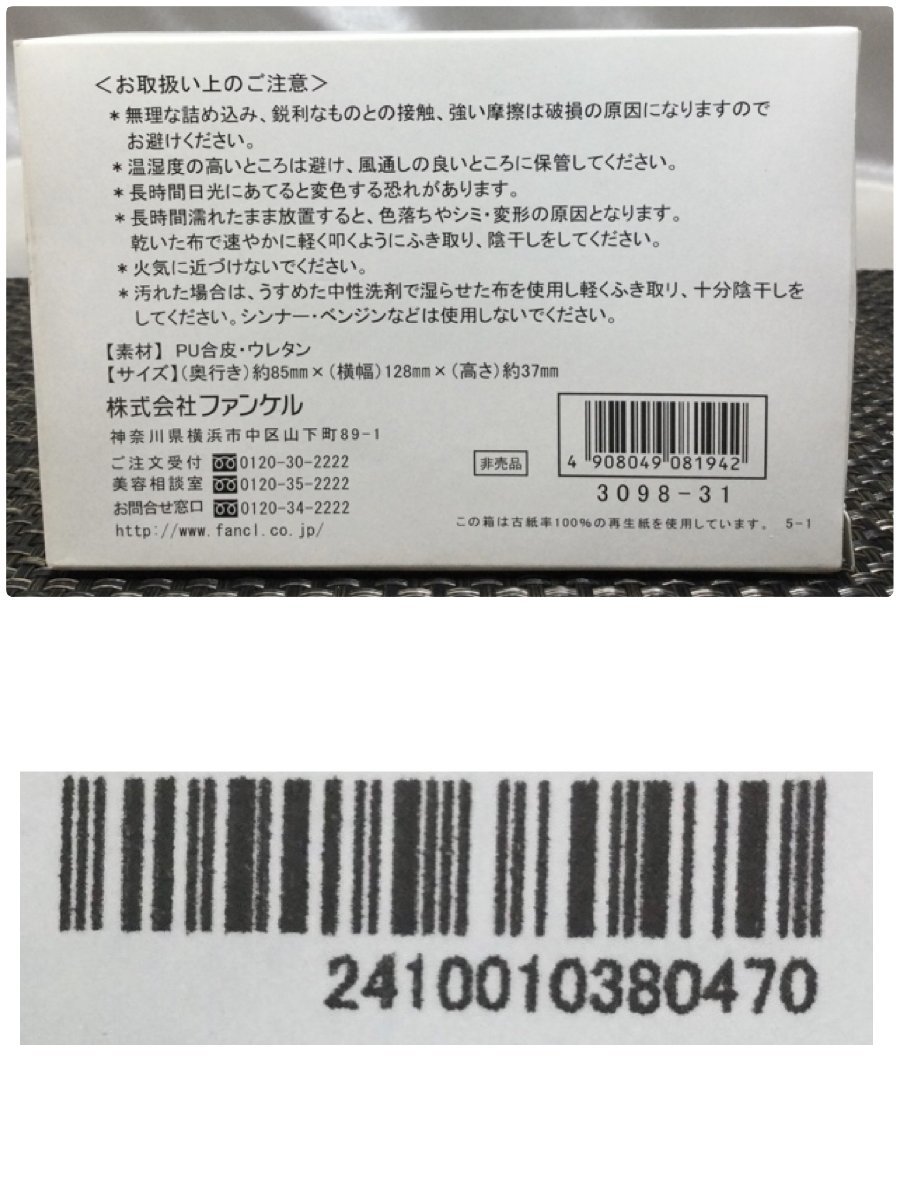 ＜お取扱い上のご注意＞
＊無理な詰め込み、鋭利なものとの接触、強い摩擦は破損の原因になりますので
お避けください。
＊温湿度の高いところは避け、風通しの良いところに保管してください。
＊長時間日光にあてると変色する恐れがあります。
＊長時間濡れたまま放置すると、色落ちやシミ・変形の原因となります。
乾いた布で速やかに軽く叩くようにふき取り、陰干しをしてください。
＊火気に近づけないでください。
＊汚れた場合は、うすめた中性洗剤で湿らせた布を使用し軽くふき取り、十分陰干しを
してください。シンナー・ベンジンなどは使用しないでください。
【素材】 PU合皮・ウレタン
【サイズ】（奥行き）約85mm×（横幅）128mm×（高さ）約37mm
株式会社ファンケル
神奈川県横浜市中区山下町89-1
ご注文受付 0120-30-2222
美容相談室 0120-35-2222
お問合せ窓口 0120-34-2222
http://www.fancl.co.jp/
非売品
4 908049 081942
3098-31
この箱は古紙率100%の再生紙を使用しています。 5-1
2410010380470